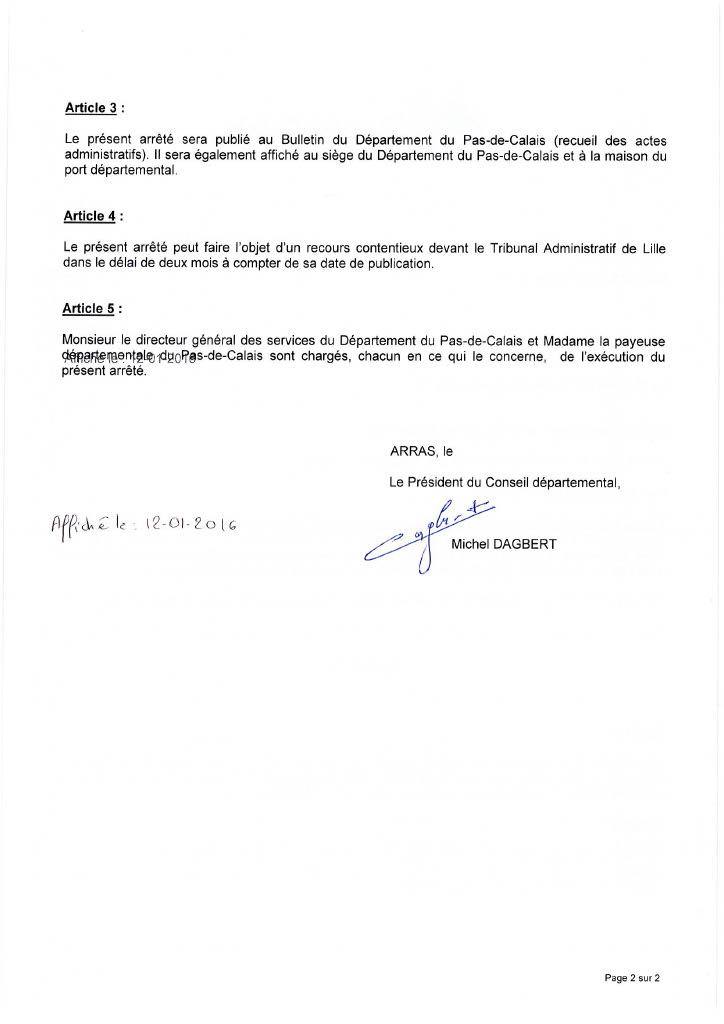 Article 3 :
Le présent arrêté sera publié au Bulletin du Département du Pas-de-Calais (recueil des actes
administratifs). Il sera également affiché au siège du Département du Pas-de-Calais et à la maison du
port départemental.
Article 4 :
Le présent arrêté peut faire l'objet d'un recours contentieux devant le Tribunal Administratif de Lille
dans le délai de deux mois à compter de sa date de publication.
Article 5 :
Monsieur le directeur général des services du Département du Pas-de-Calais et Madame la payeuse
départementale du Pas-de-Calais sont chargés, chacun en ce qui le concerne, de l'exécution du
présent arrêté.
ARRAS, le
Le Président du Conseil départemental,
Affiché le : 12-01-2016
Michel DAGBERT
Page 2 sur 2